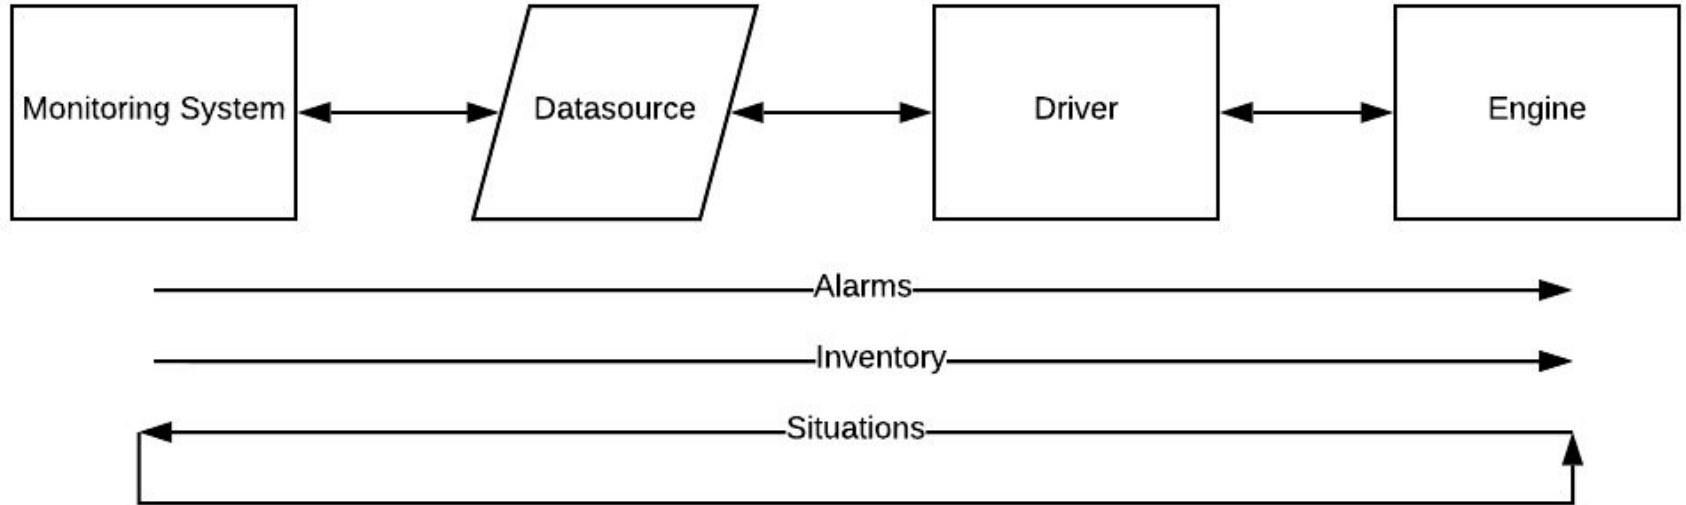 Monitoring System
Datasource
Driver
Engine
Alarms
Inventory
Situations